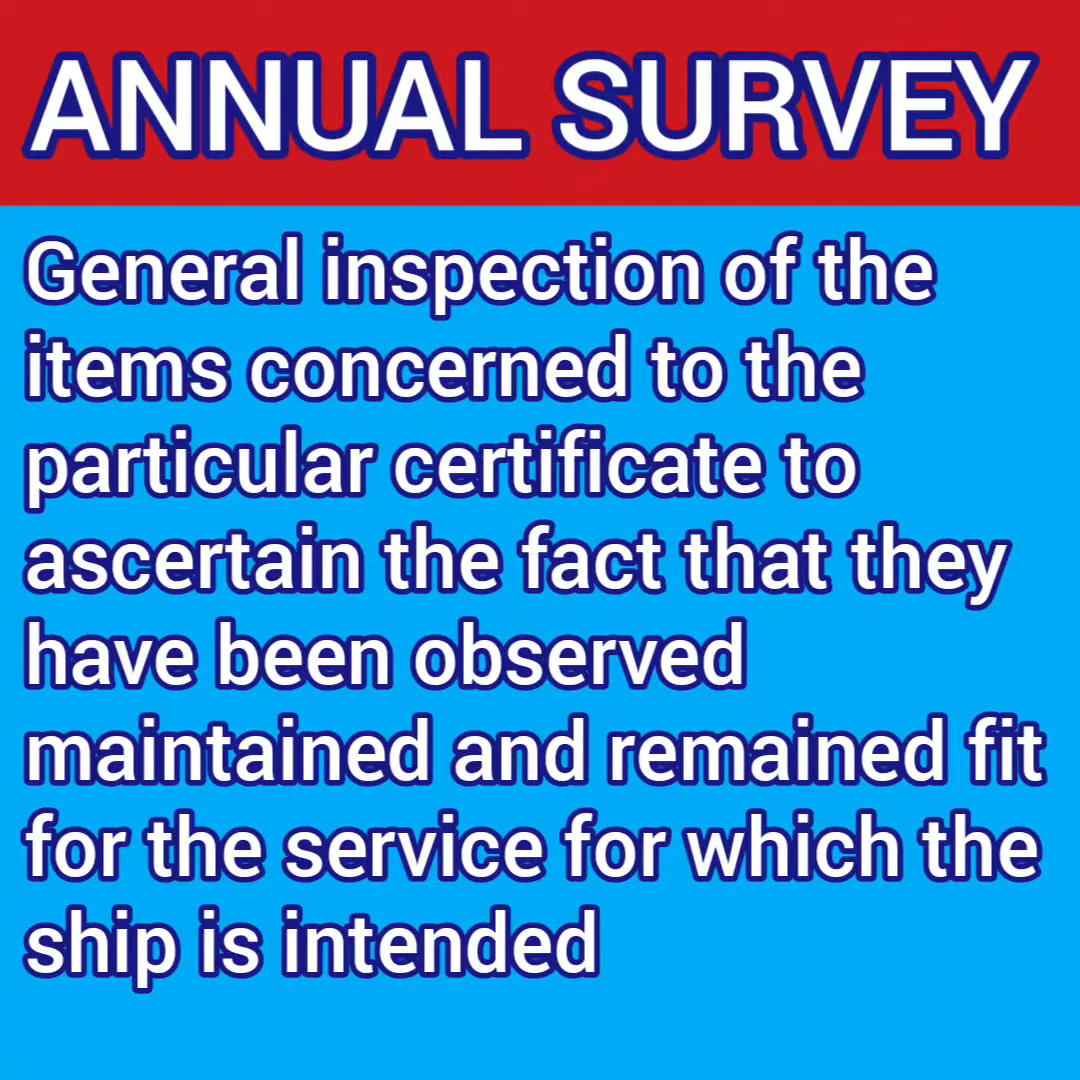 ANNUAL SURVEY
General inspection of the
items concerned to the
particular certificate to
ascertain the fact that they
have been observed
maintained and remained fit
for the service for which the
ship is intended